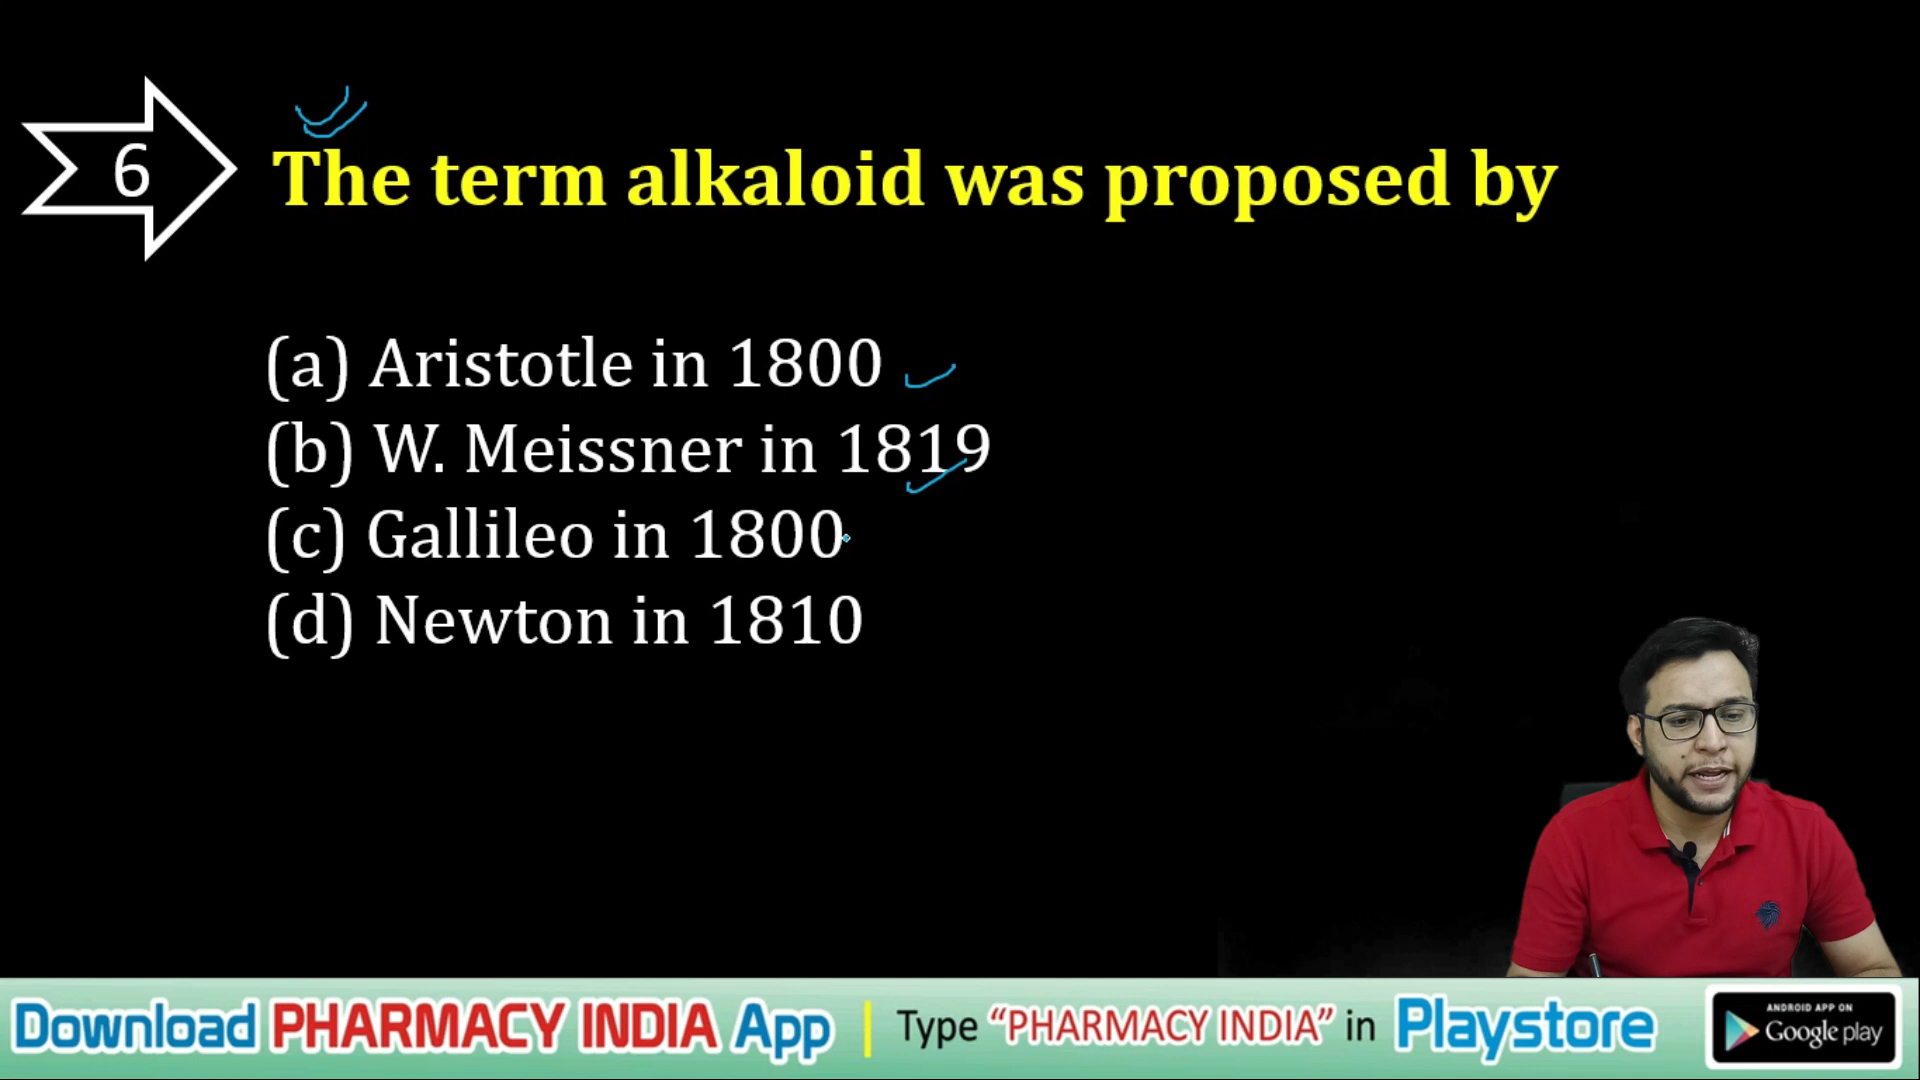 6
The term alkaloid was proposed by
(a) Aristotle in 1800
(b) W. Meissner in 1819
(c) Gallileo in 1800
(d) Newton in 1810
Download PHARMACY INDIA App | Type “PHARMACY INDIA” in Playstore
ANDROID APP ON
Google play